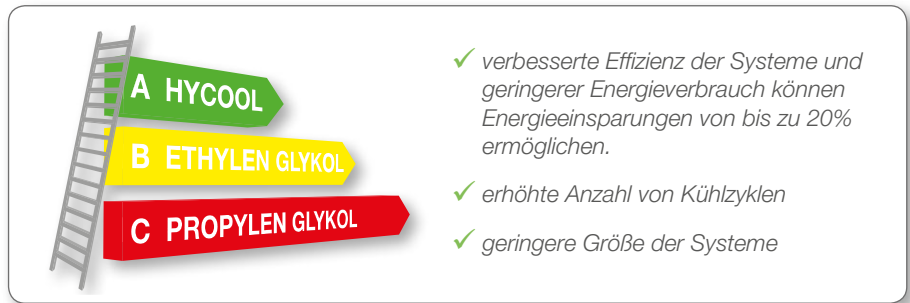 A HYCOOL
B ETHYLEN GLYKOL
C PROPYLEN GLYKOL
verbesserte Effizienz der Systeme und
geringerer Energieverbrauch können
Energieeinsparungen von bis zu 20%
ermöglichen.
erhöhte Anzahl von Kühlzyklen
geringere Größe der Systeme